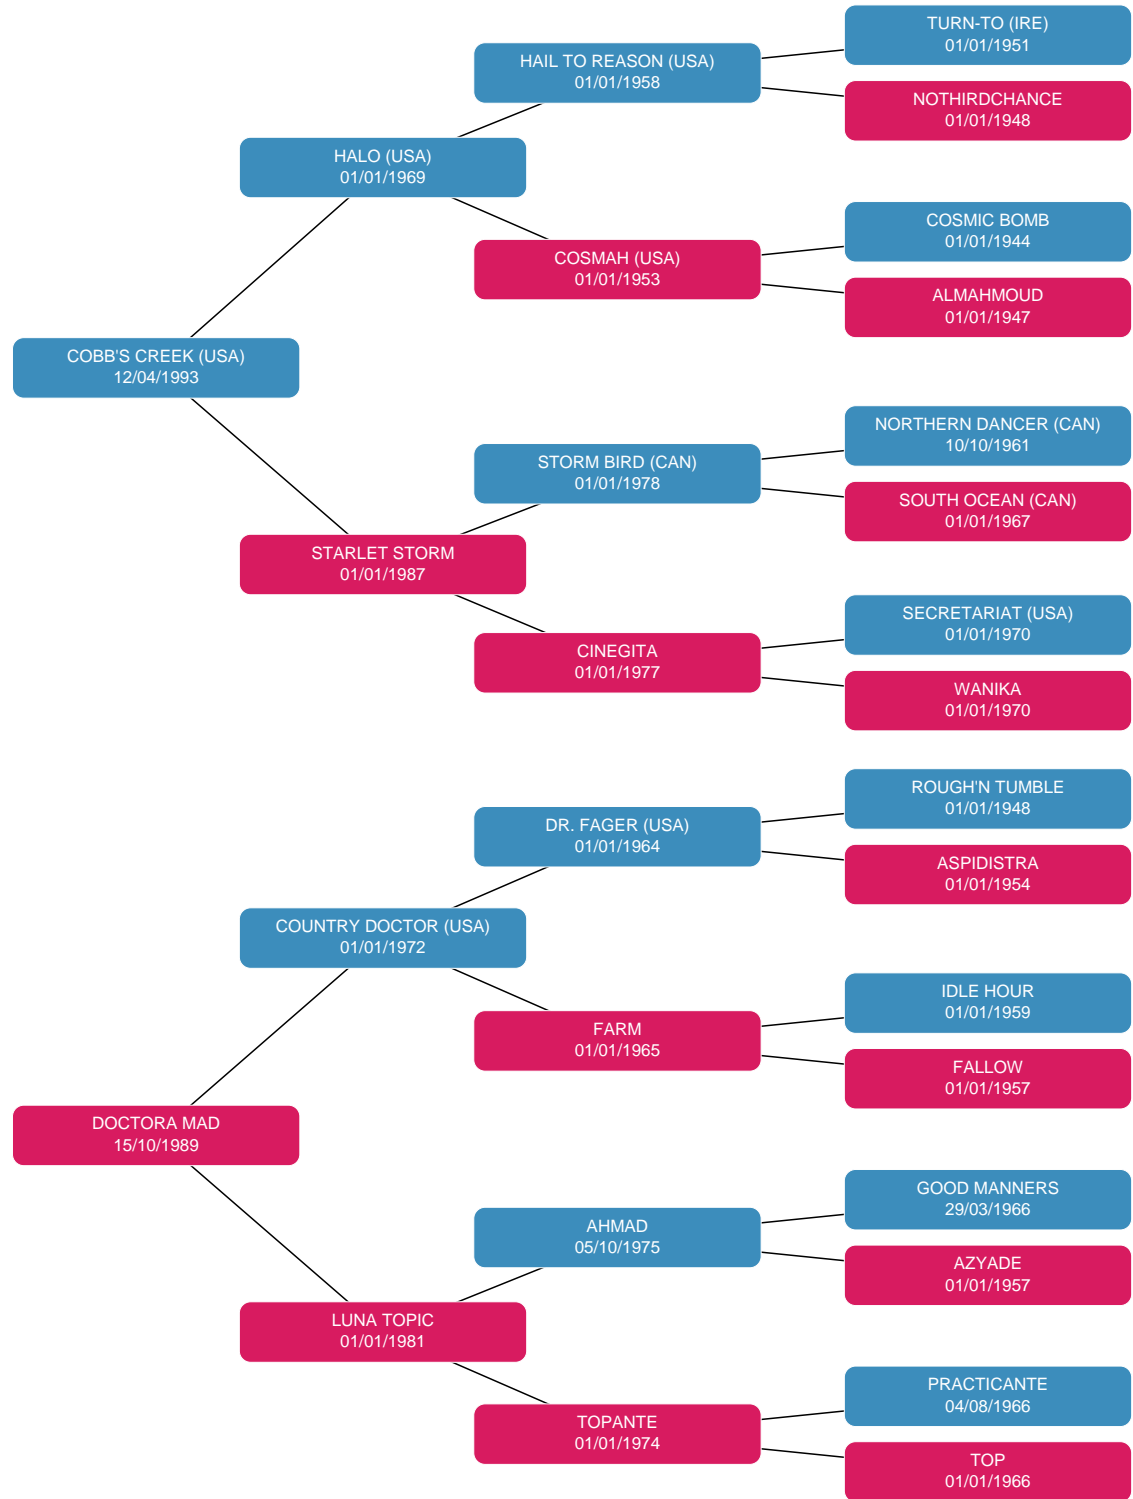 TURN-TO (IRE)
01/01/1951
HAIL TO REASON (USA)
01/01/1958
NOTHIRDCHANCE
01/01/1948
HALO (USA)
01/01/1969
COSMIC BOMB
01/01/1944
COSMAH (USA)
01/01/1953
ALMAHMOUD
01/01/1947
COBB'S CREEK (USA)
12/04/1993
NORTHERN DANCER (CAN)
10/10/1961
STORM BIRD (CAN)
01/01/1978
SOUTH OCEAN (CAN)
01/01/1967
STARLET STORM
01/01/1987
SECRETARIAT (USA)
01/01/1970
CINEGITA
01/01/1977
WANIKA
01/01/1970
ROUGH'N TUMBLE
01/01/1948
DR. FAGER (USA)
01/01/1964
ASPIDISTRA
01/01/1954
COUNTRY DOCTOR (USA)
01/01/1972
IDLE HOUR
01/01/1959
FARM
01/01/1965
FALLOW
01/01/1957
DOCTORA MAD
15/10/1989
GOOD MANNERS
29/03/1966
AHMAD
05/10/1975
AZYADE
01/01/1957
LUNA TOPIC
01/01/1981
PRACTICANTE
04/08/1966
TOPANTE
01/01/1974
TOP
01/01/1966